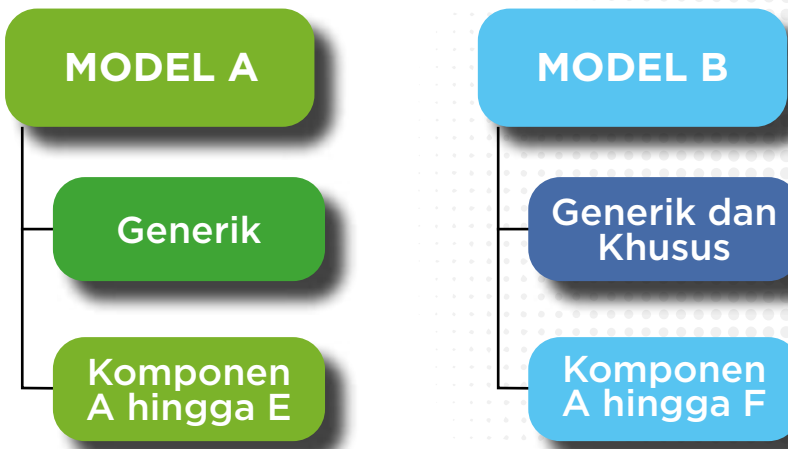 MODEL A
Generik
Komponen
A hingga E
MODEL B
Generik dan
Khusus
Komponen
A hingga F